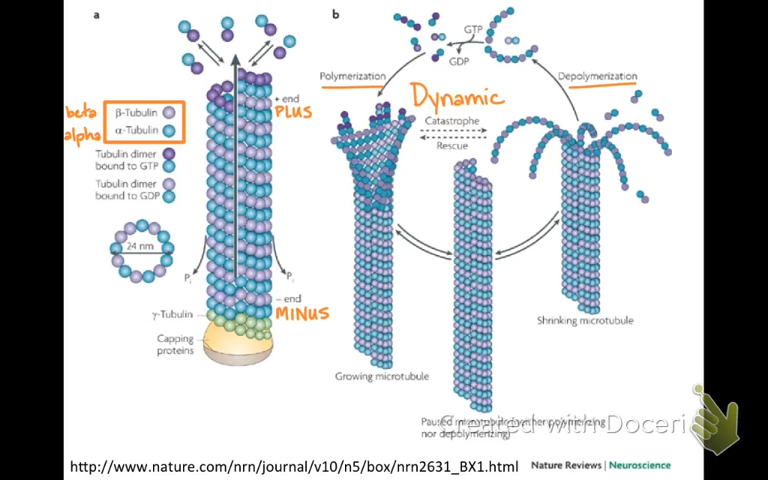 a
b
GTP
GDP
Polymerization
Depolymerization
Dynamic
beta
β-Tubulin
alpha
α-Tubulin
+ end
PLUS
Catastrophe
Rescue
Tubulin dimer
bound to GTP
Tubulin dimer
bound to GDP
24 nm
Pi
Pi
– end
MINUS
γ-Tubulin
Capping
proteins
Growing microtubule
Shrinking microtubule
Paused microtubule (neither polymerizing
nor depolymerizing)
Created with Doceri
http://www.nature.com/nrn/journal/v10/n5/box/nrn2631_BX1.html
Nature Reviews | Neuroscience